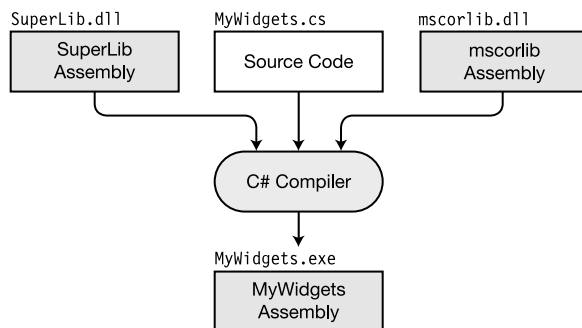 SuperLib.dll
SuperLib
Assembly
MyWidgets.cs
Source Code
mscorlib.dll
mscorlib
Assembly
C# Compiler
MyWidgets.exe
MyWidgets
Assembly